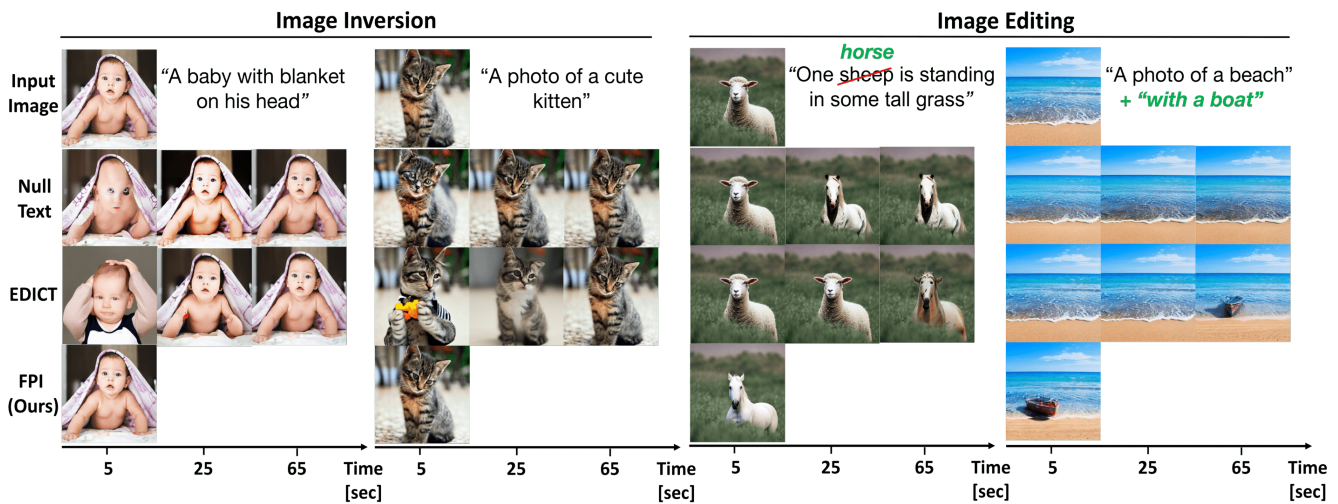 Image Inversion
Image Editing
Input
Image
"A baby with blanket
on his head"
"A photo of a cute
kitten"
horse
"One sheep is standing
in some tall grass"
"A photo of a beach"
+ "with a boat"
Null
Text
EDICT
FPI
(Ours)
5 25 65 Time
[sec]
5 25 65 Time
[sec]
5 25 65 Time
[sec]
5 25 65 Time
[sec]